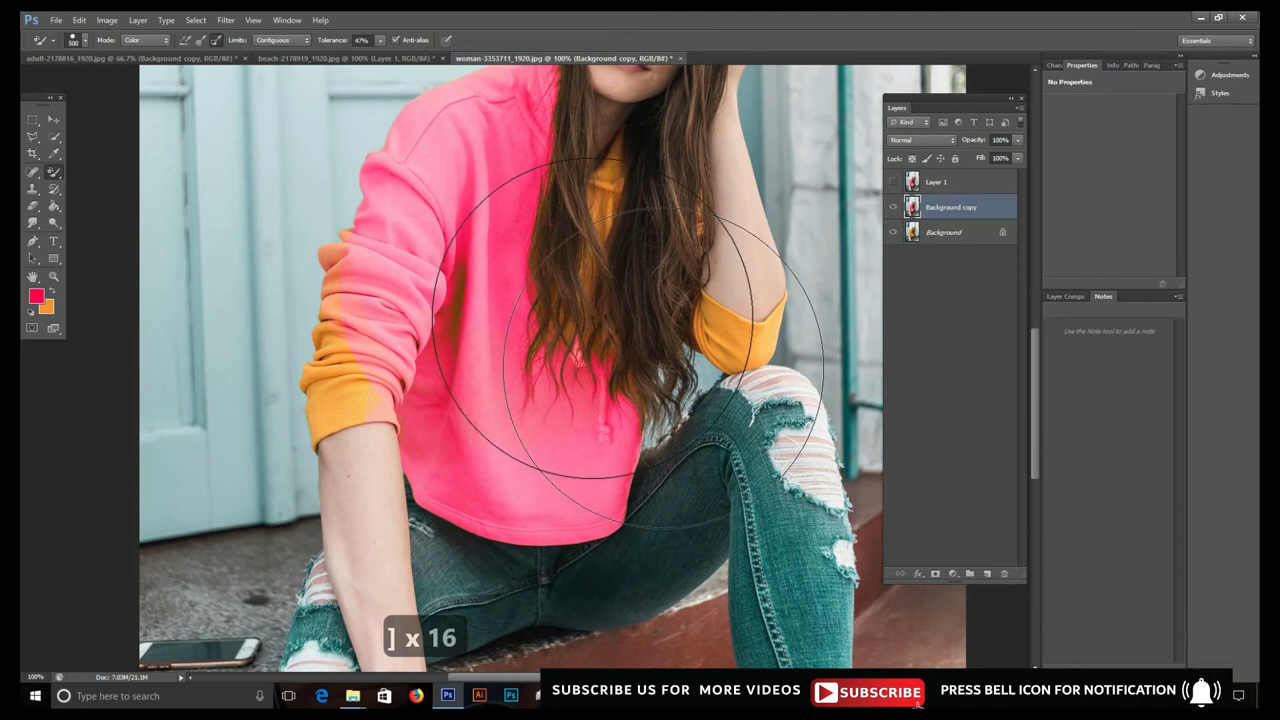 Ps File Edit Image Layer Type Select Filter View Window Help
500 Mode: Color Limits: Contiguous Tolerance: 47% Anti-alias Essentials
adult-2178816_1920.jpg @ 66.7% (Background copy, RGB/8#) * × beach-2178919_1920.jpg @ 100% (Layer 1, RGB/8#) * × woman-3353711_1920.jpg @ 100% (Background copy, RGB/8#) * ×
Chan Properties Info Paths Parag
No Properties
Adjustments
Styles
Layers
Kind
Normal Opacity: 100%
Lock: Fill: 100%
Layer 1
Background copy
Background
Layer Comps Notes
Use the Note tool to add a note
] x 16
100% Doc: 7.03M/21.1M
Type here to search
Ps Ai Ps
SUBSCRIBE US FOR MORE VIDEOS SUBSCRIBE PRESS BELL ICON FOR NOTIFICATION